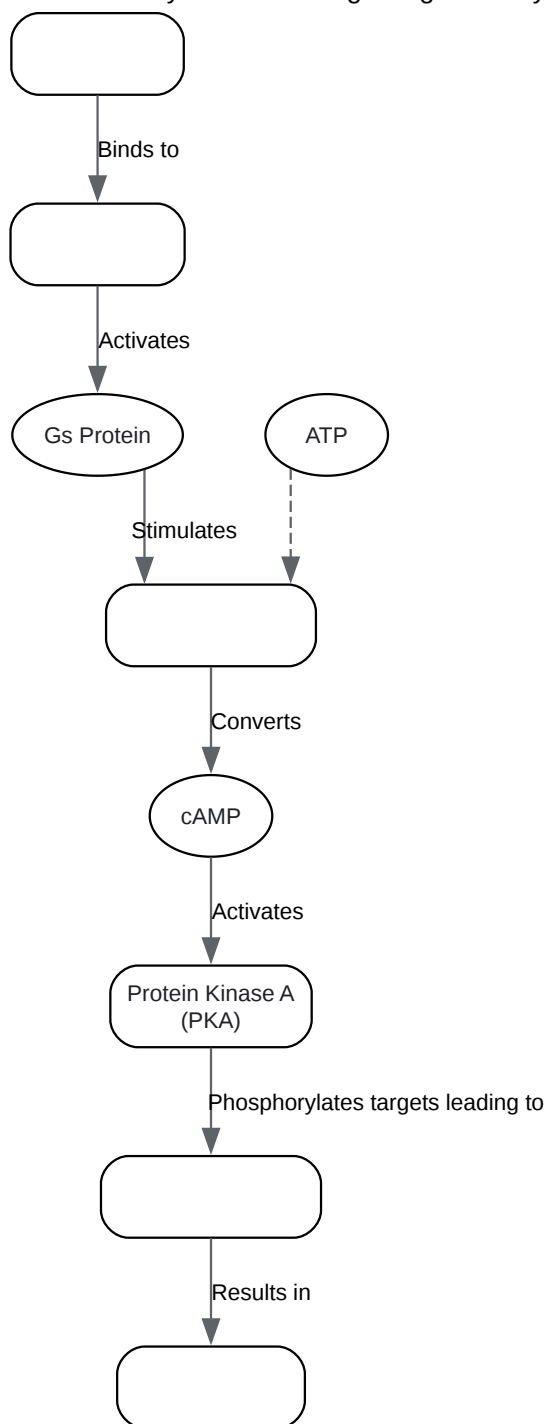 Binds to
Activates
Gs Protein
ATP
Stimulates
Converts
cAMP
Activates
Protein Kinase A
(PKA)
Phosphorylates targets leading to
Results in